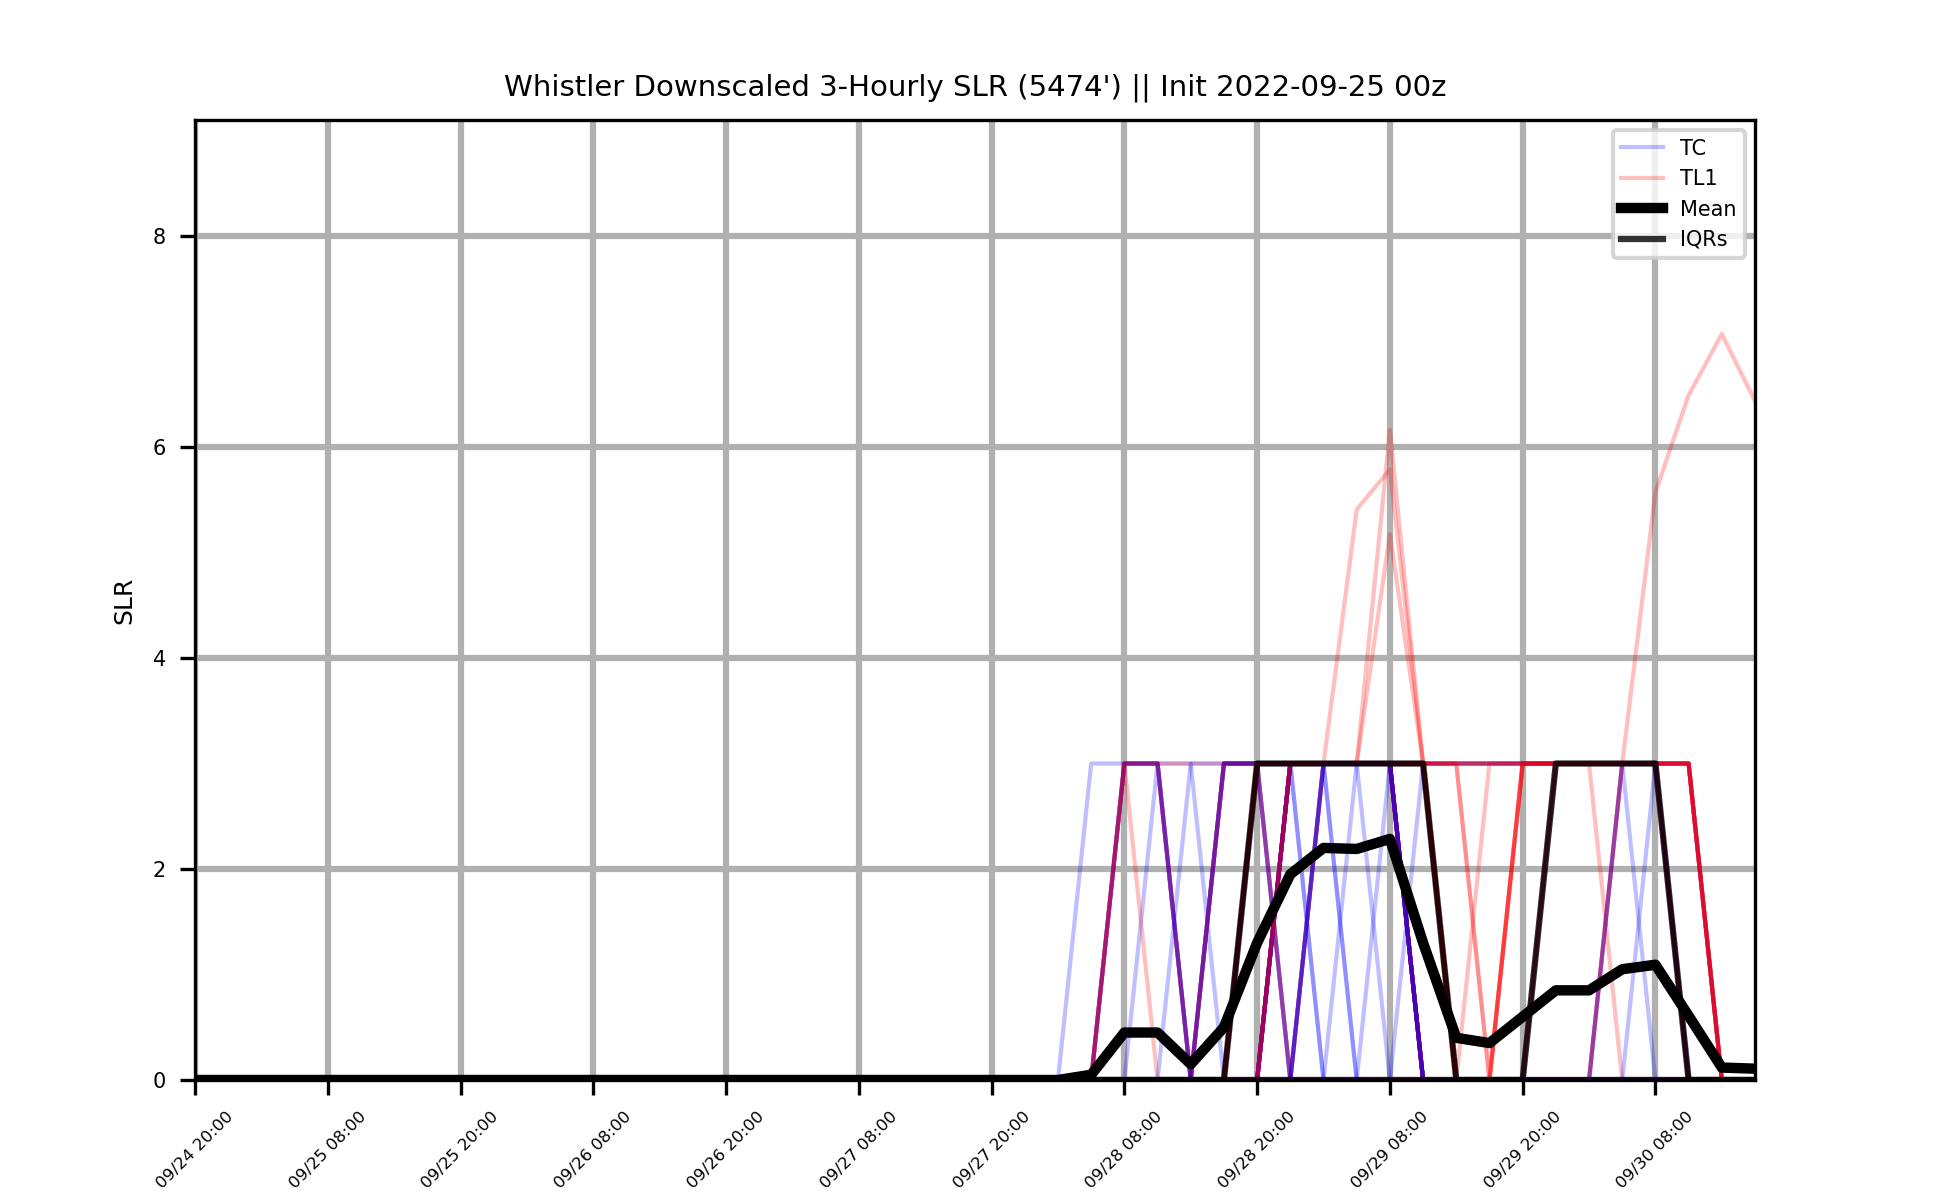 Whistler Downscaled 3-Hourly SLR (5474') || Init 2022-09-25 00z
TC
TL1
Mean
IQRs
SLR
8
6
4
2
0
09/24 20:00
09/25 08:00
09/25 20:00
09/26 08:00
09/26 20:00
09/27 08:00
09/27 20:00
09/28 08:00
09/28 20:00
09/29 08:00
09/29 20:00
09/30 08:00